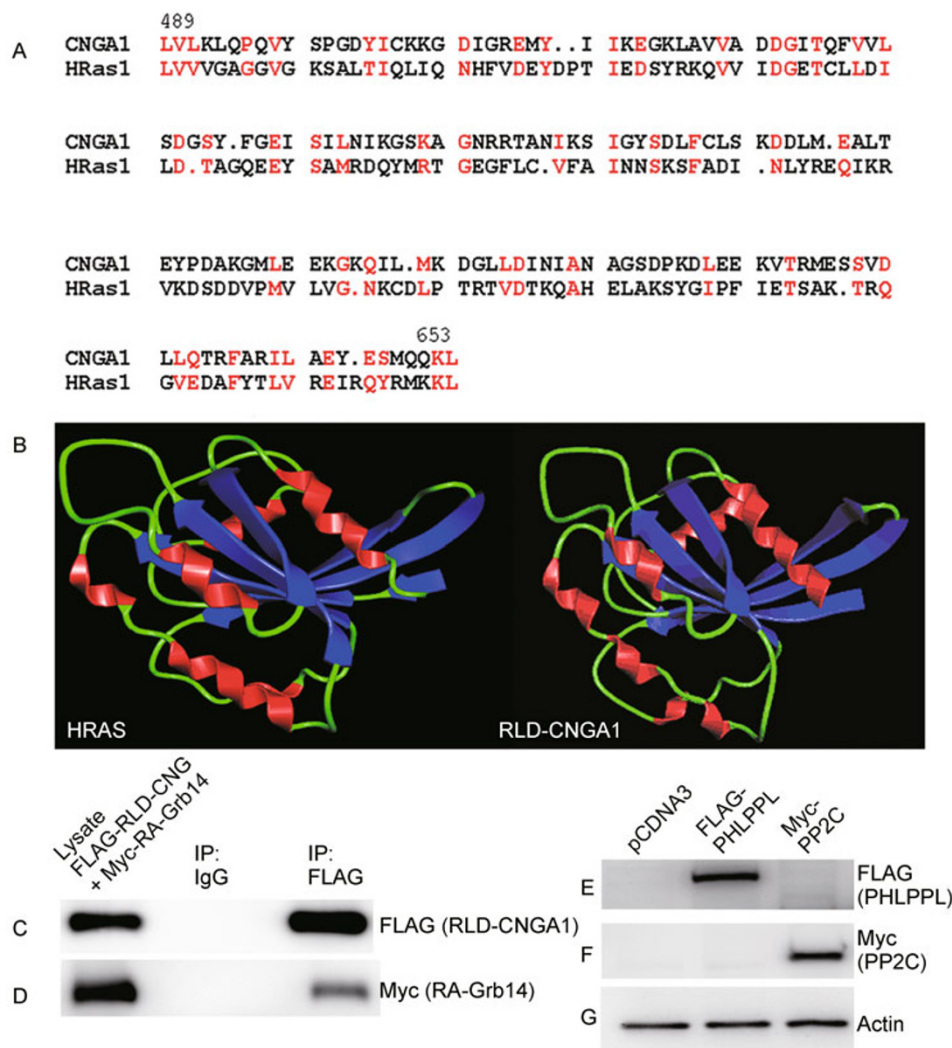 A
489
CNGA1 LVLKLQPQVY SPGDYICKKG DIGREMY..I IKEGKLAVVA DDGITQFVVL
HRas1 LVVVGAGGVG KSALTIQLIQ NHFVDEYDPT IEDSYRKQVV IDGETCLLDI
CNGA1 SDGSY.FGEI SILNIKGSKA GNRRTANIKS IGYSDLFCLS KDDLM.EALT
HRas1 LD.TAGQEEY SAMRDQYMRT GEGFLC.VFA INNSKSFADI .NLYREQIKR
CNGA1 EYPDAKGMLE EKGKQIL.MK DGLLDINIAN AGSDPKDLEE KVTRMESSVD
HRas1 VKDSDDVPMV LVG.NKCDLP TRTVDTKQAH ELAKSYGIPF IETSAK.TRQ
653
CNGA1 LLQTRFARIL AEY.ESMQQKL
HRas1 GVEDAFYTLV REIRQYRMKKL
B
HRAS
RLD-CNGA1
Lysate
FLAG-RLD-CNG
+ Myc-RA-Grb14
IP:
IgG
IP:
FLAG
C
FLAG (RLD-CNGA1)
D
Myc (RA-Grb14)
pCDNA3
FLAG-
PHLPPL
Myc-
PP2C
E
FLAG
(PHLPPL)
F
Myc
(PP2C)
G
Actin